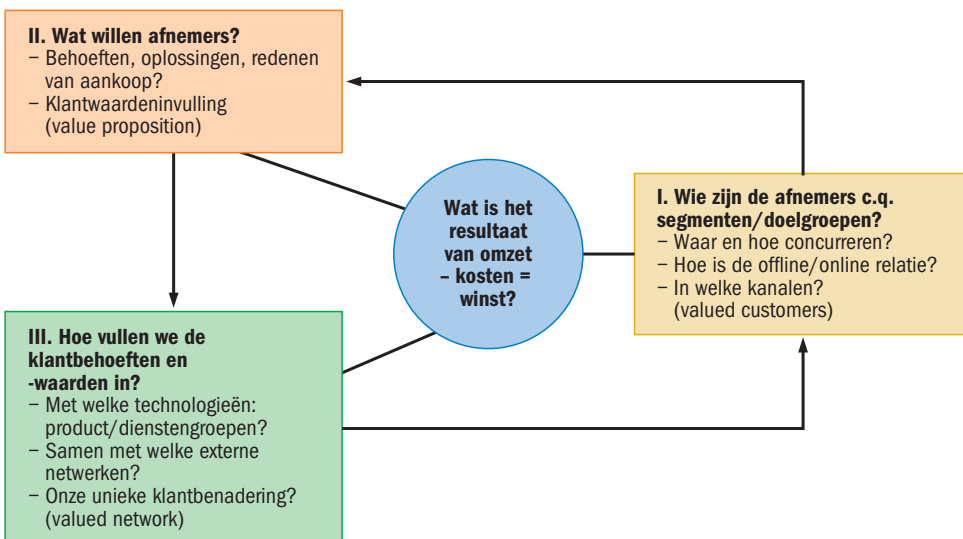 II. Wat willen afnemers?
– Behoeften, oplossingen, redenen
van aankoop?
– Klantwaardeninvulling
(value proposition)
Wat is het
resultaat
van omzet
– kosten =
winst?
I. Wie zijn de afnemers c.q.
segmenten/doelgroepen?
– Waar en hoe concurreren?
– Hoe is de offline/online relatie?
– In welke kanalen?
(valued customers)
III. Hoe vullen we de
klantbehoeften en
-waarden in?
– Met welke technologieën:
product/dienstengroepen?
– Samen met welke externe
netwerken?
– Onze unieke klantbenadering?
(valued network)